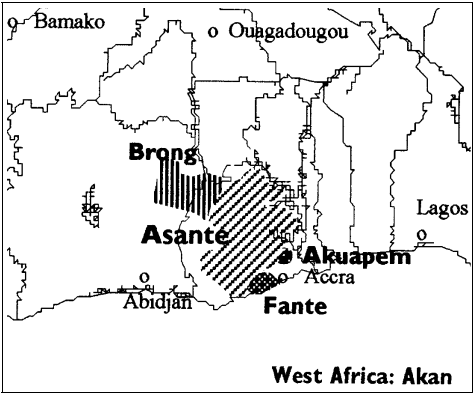 Bamako
Ouagadougou
Brong
Lagos
Asante
Akuapem
Accra
Abidjan
Fante
West Africa: Akan